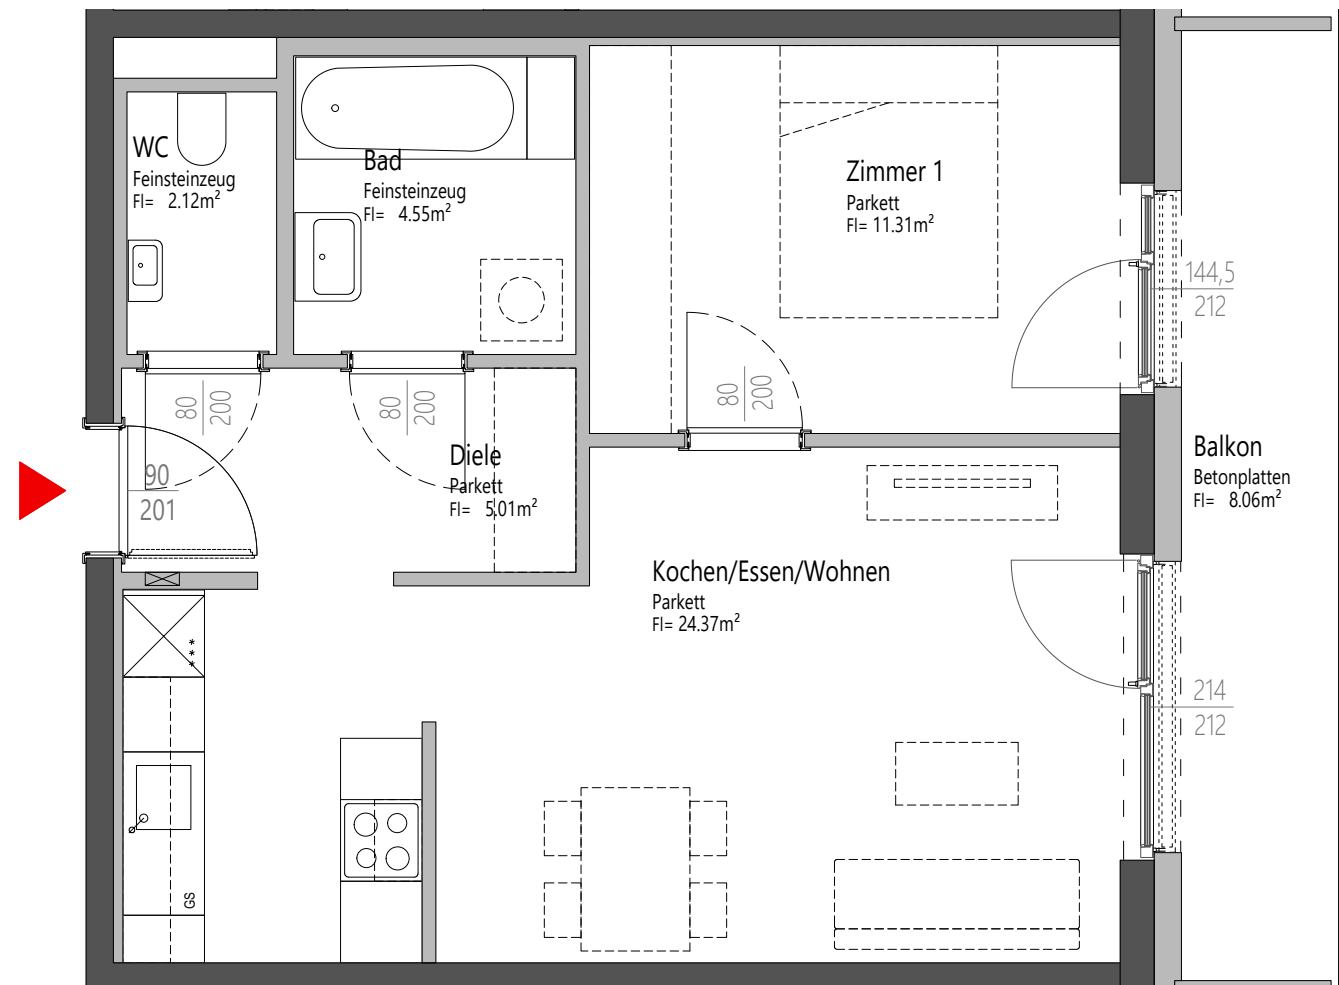 WC
Feinsteinzeug
Fl= 2.12m²
Bad
Feinsteinzeug
Fl= 4.55m²
Zimmer 1
Parkett
Fl= 11.31m²
144,5
212
80
200
80
200
80
200
Diele
Parkett
Fl= 5.01m²
90
201
Balkon
Betonplatten
Fl= 8.06m²
Kochen/Essen/Wohnen
Parkett
Fl= 24.37m²
***
214
212
GS